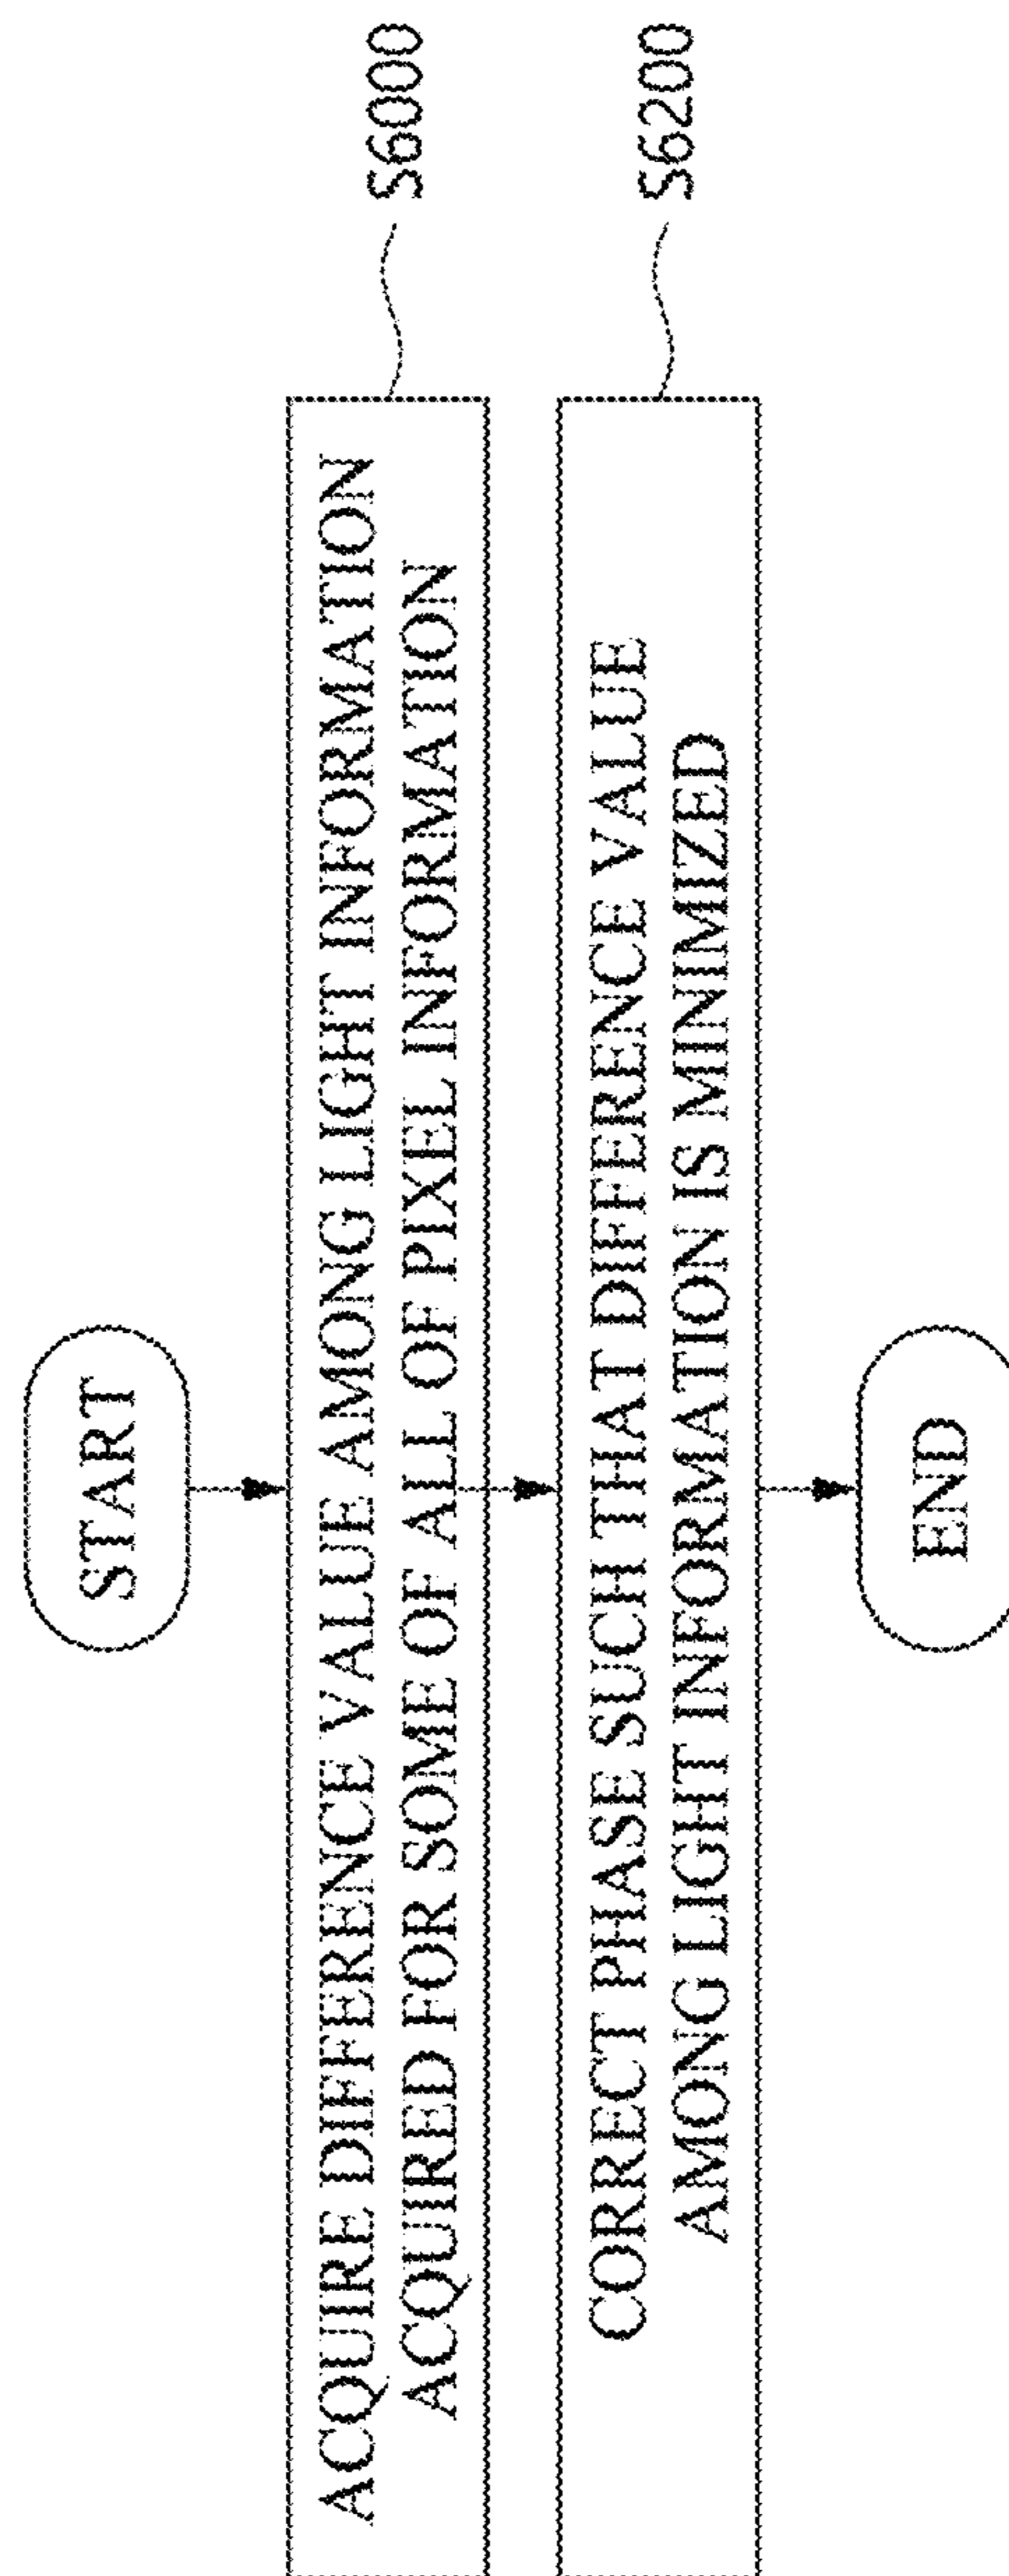 START
ACQUIRE DIFFERENCE VALUE AMONG LIGHT INFORMATION
ACQUIRED FOR SOME OF ALL OF PIXEL INFORMATION
S6000
CORRECT PHASE SUCH THAT DIFFERENCE VALUE
AMONG LIGHT INFORMATION IS MINIMIZED
S6200
END